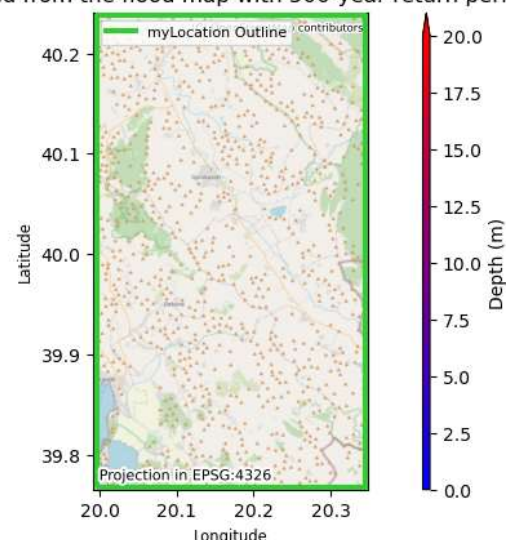 d from the flood map with 500-year return peri
myLocation Outline
contributors
40.2
40.1
40.0
39.9
39.8
Latitude
Projection in EPSG:4326
20.0 20.1 20.2 20.3
Longitude
20.0
17.5
15.0
12.5
10.0
7.5
5.0
2.5
0.0
Depth (m)